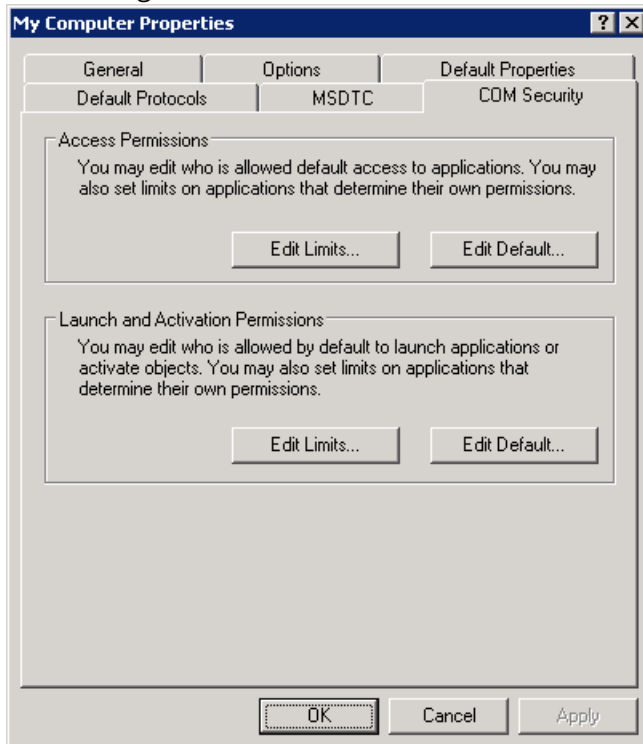 My Computer Properties
General Options Default Properties
Default Protocols MSDTC COM Security
Access Permissions
You may edit who is allowed default access to applications. You may
also set limits on applications that determine their own permissions.
Edit Limits... Edit Default...
Launch and Activation Permissions
You may edit who is allowed by default to launch applications or
activate objects. You may also set limits on applications that
determine their own permissions.
Edit Limits... Edit Default...
OK Cancel Apply